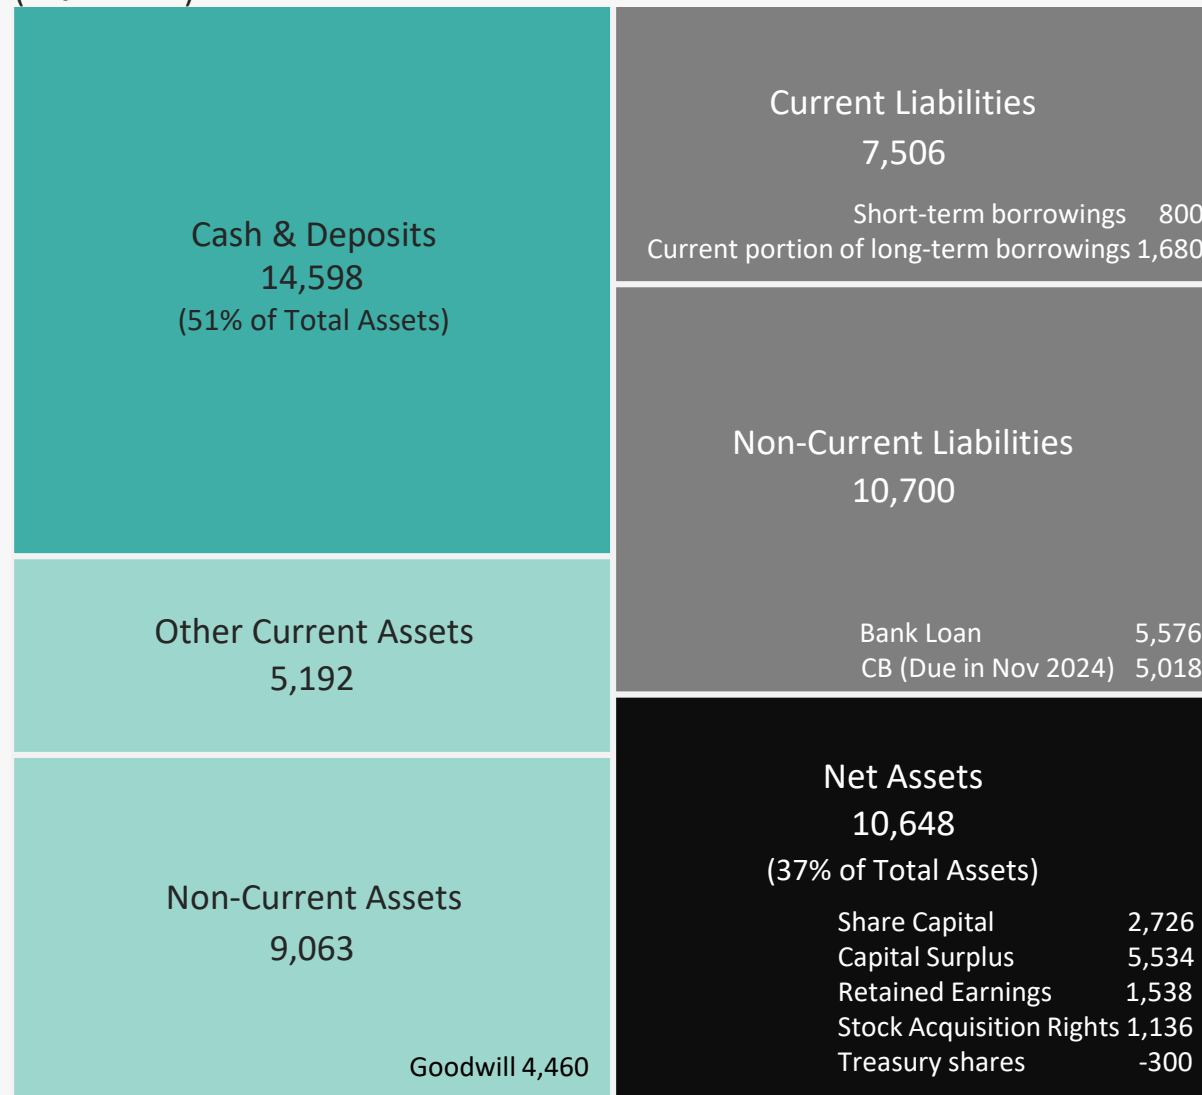 Cash & Deposits
14,598
(51% of Total Assets)
Other Current Assets
5,192
Non-Current Assets
9,063
Goodwill 4,460
Current Liabilities
7,506
Short-term borrowings 800
Current portion of long-term borrowings 1,680
Non-Current Liabilities
10,700
Bank Loan 5,576
CB (Due in Nov 2024) 5,018
Net Assets
10,648
(37% of Total Assets)
Share Capital 2,726
Capital Surplus 5,534
Retained Earnings 1,538
Stock Acquisition Rights 1,136
Treasury shares -300